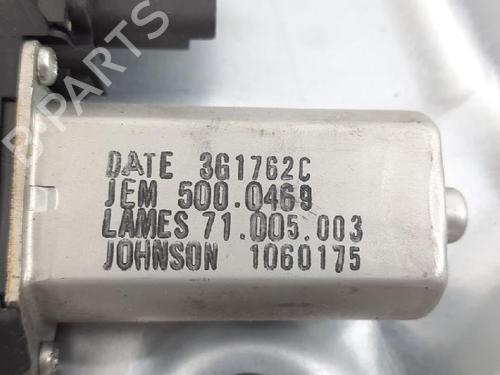 B-PARTS
DATE 3G1762C
JEM 500.0469
LAMES 71.005.003
JOHNSON 1060175